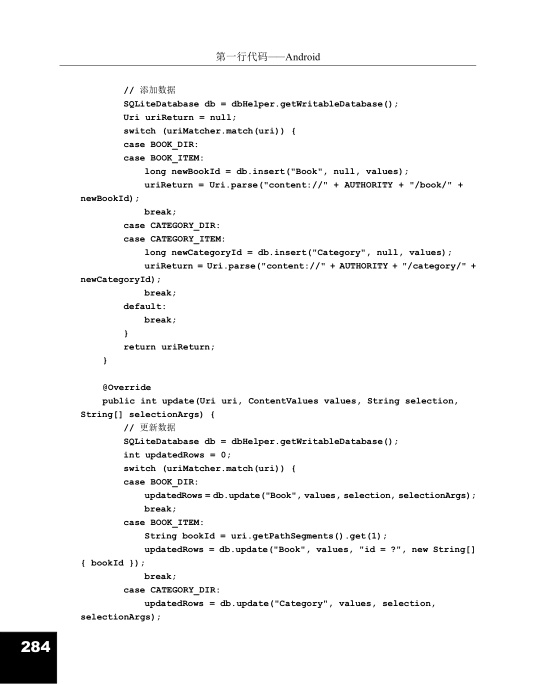 第一行代码——Android
// 添加数据
SQLiteDatabase db = dbHelper.getWritableDatabase();
Uri uriReturn = null;
switch (uriMatcher.match(uri)) {
case BOOK_DIR:
case BOOK_ITEM:
long newBookId = db.insert("Book", null, values);
uriReturn = Uri.parse("content://" + AUTHORITY + "/book/" +
newBookId);
break;
case CATEGORY_DIR:
case CATEGORY_ITEM:
long newCategoryId = db.insert("Category", null, values);
uriReturn = Uri.parse("content://" + AUTHORITY + "/category/" +
newCategoryId);
break;
default:
break;
}
return uriReturn;
}
@Override
public int update(Uri uri, ContentValues values, String selection,
String[] selectionArgs) {
// 更新数据
SQLiteDatabase db = dbHelper.getWritableDatabase();
int updatedRows = 0;
switch (uriMatcher.match(uri)) {
case BOOK_DIR:
updatedRows = db.update("Book", values, selection, selectionArgs);
break;
case BOOK_ITEM:
String bookId = uri.getPathSegments().get(1);
updatedRows = db.update("Book", values, "id = ?", new String[]
{ bookId });
break;
case CATEGORY_DIR:
updatedRows = db.update("Category", values, selection,
selectionArgs);
284